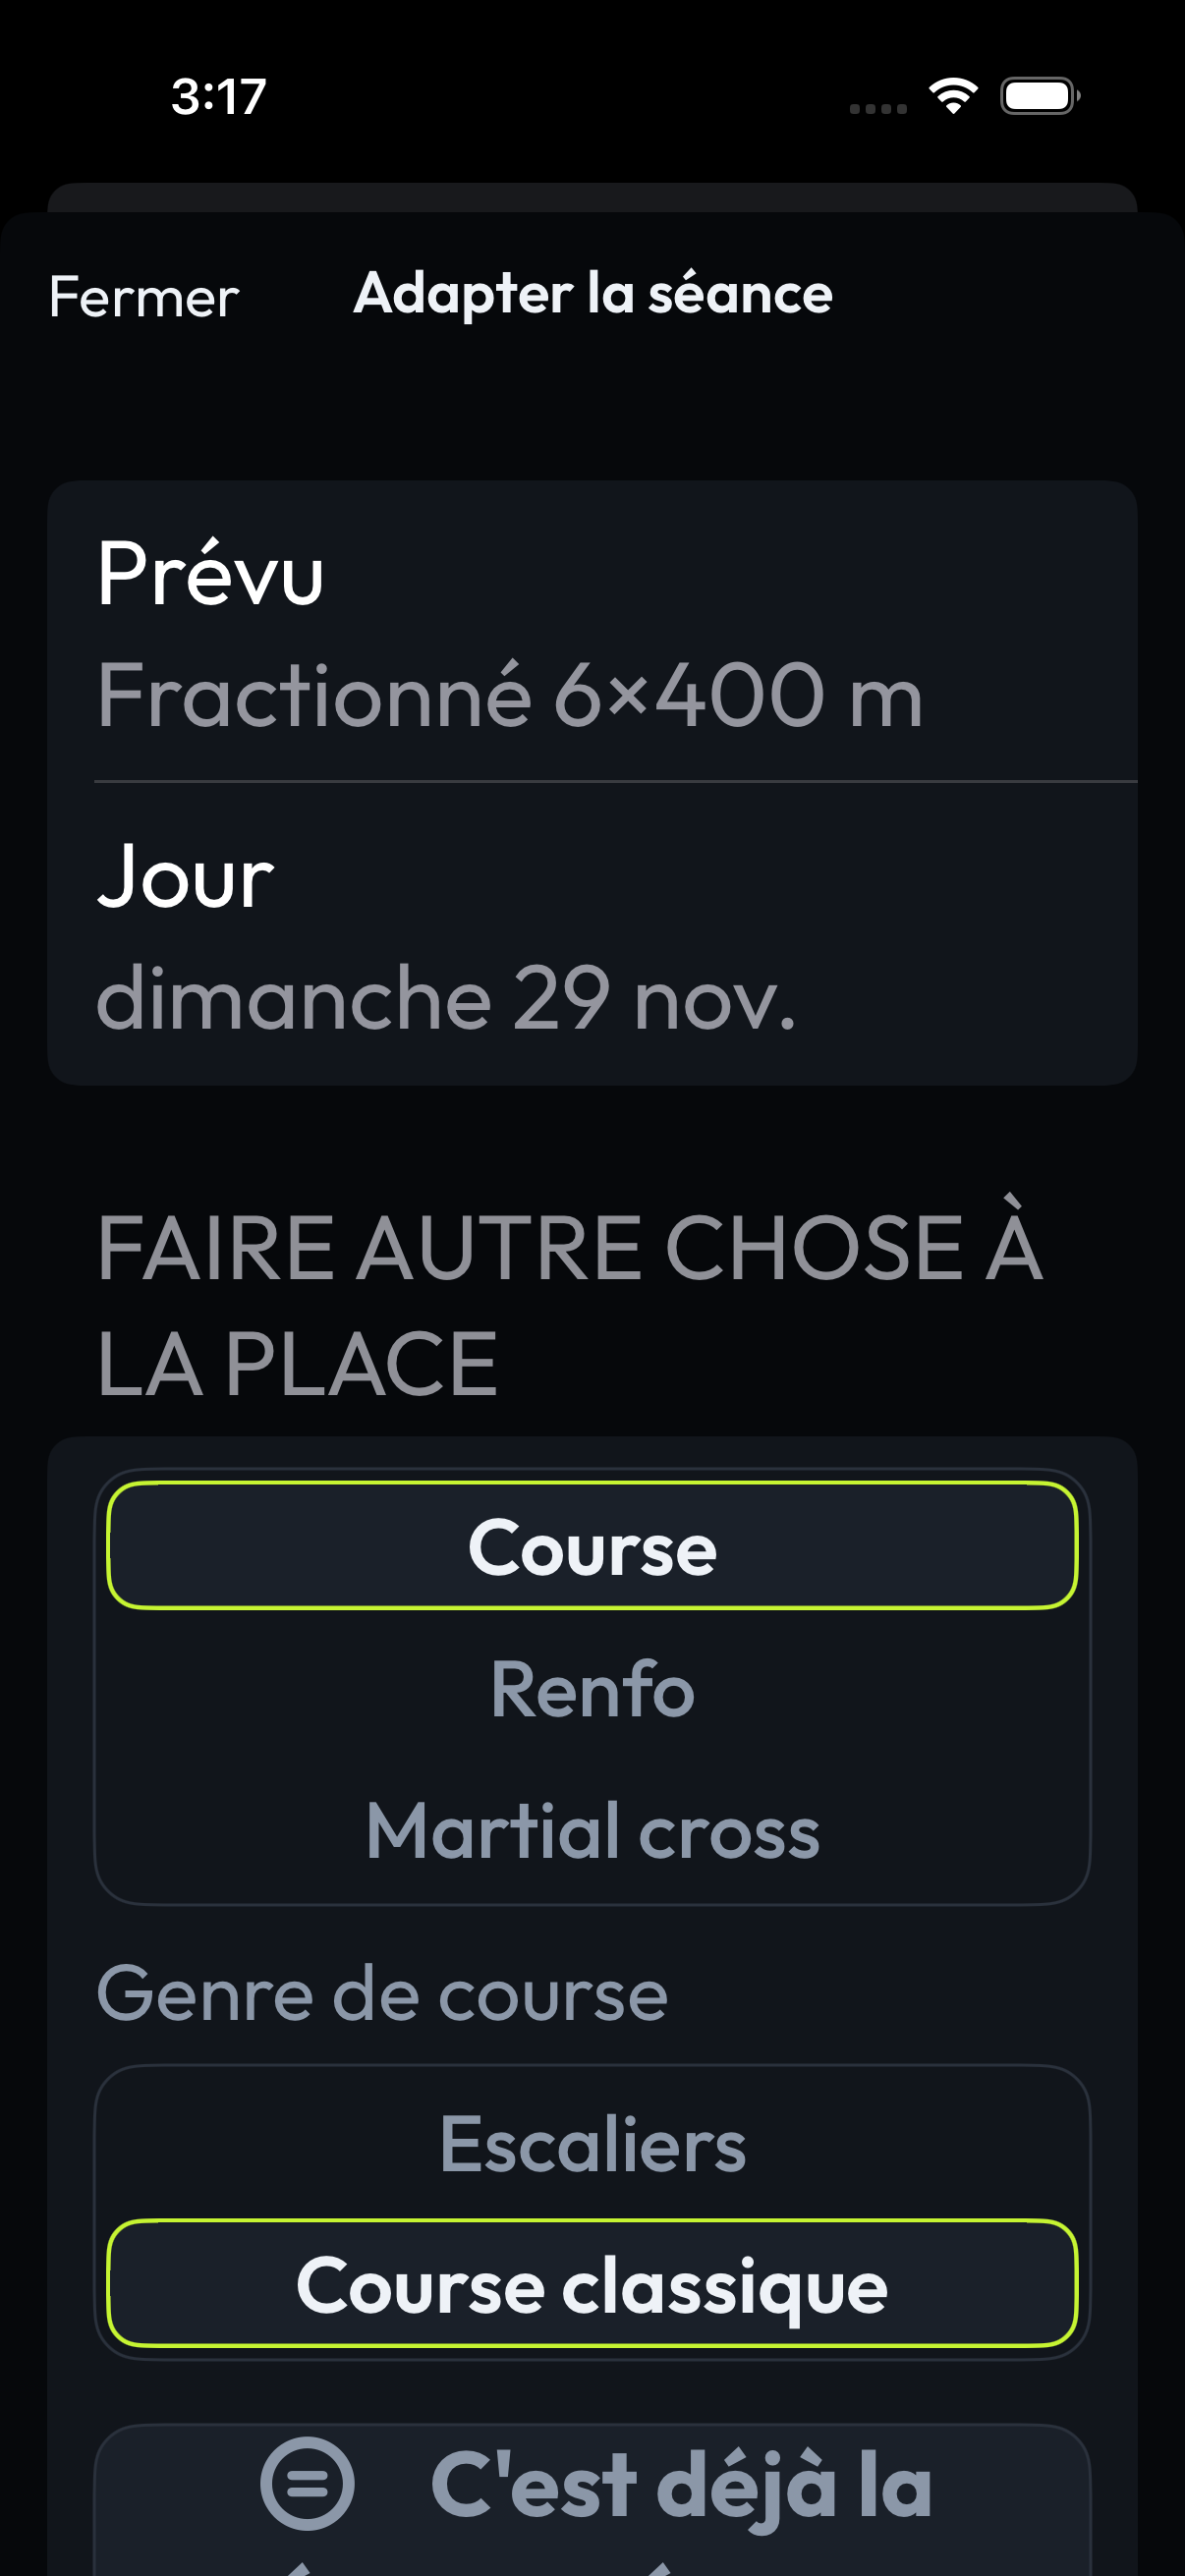 3:17
Fermer
Adapter la séance
Prévu
Fractionné 6×400 m
Jour
dimanche 29 nov.
FAIRE AUTRE CHOSE À
LA PLACE
Course
Renfo
Martial cross
Genre de course
Escaliers
Course classique
C'est déjà la